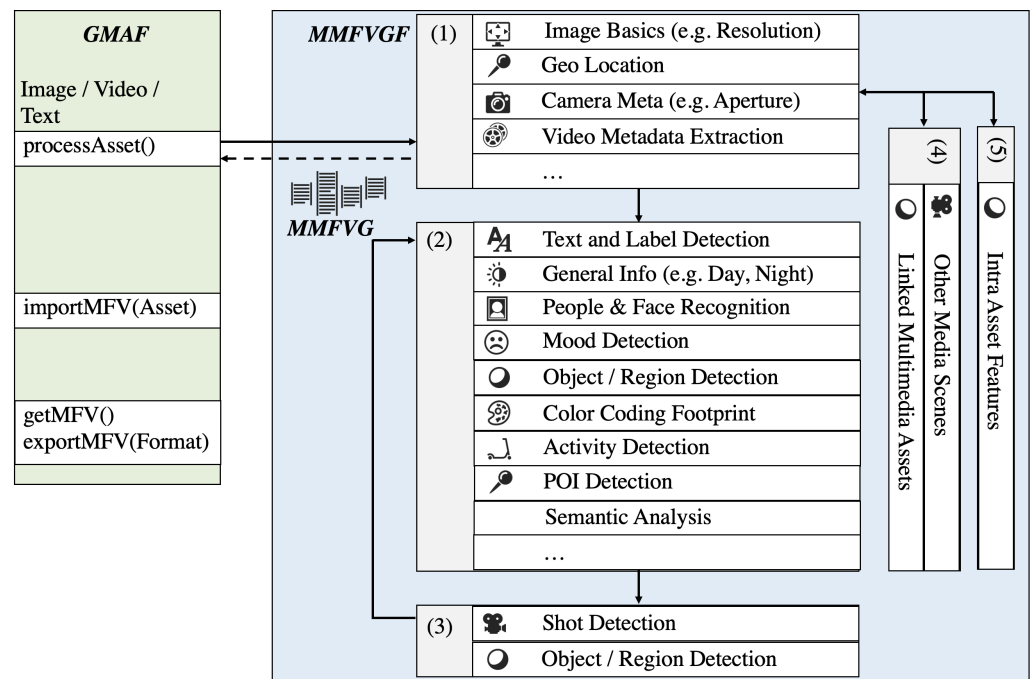 GMAF
Image / Video /
Text
processAsset()
importMFV(Asset)
getMFV()
exportMFV(Format)
MMFVGF
MMFVG
(1)
Image Basics (e.g. Resolution)
Geo Location
Camera Meta (e.g. Aperture)
Video Metadata Extraction
…
(2)
Text and Label Detection
General Info (e.g. Day, Night)
People & Face Recognition
Mood Detection
Object / Region Detection
Color Coding Footprint
Activity Detection
POI Detection
Semantic Analysis
…
(3)
Shot Detection
Object / Region Detection
(4)
Other Media Scenes
Linked Multimedia Assets
(5)
Intra Asset Features